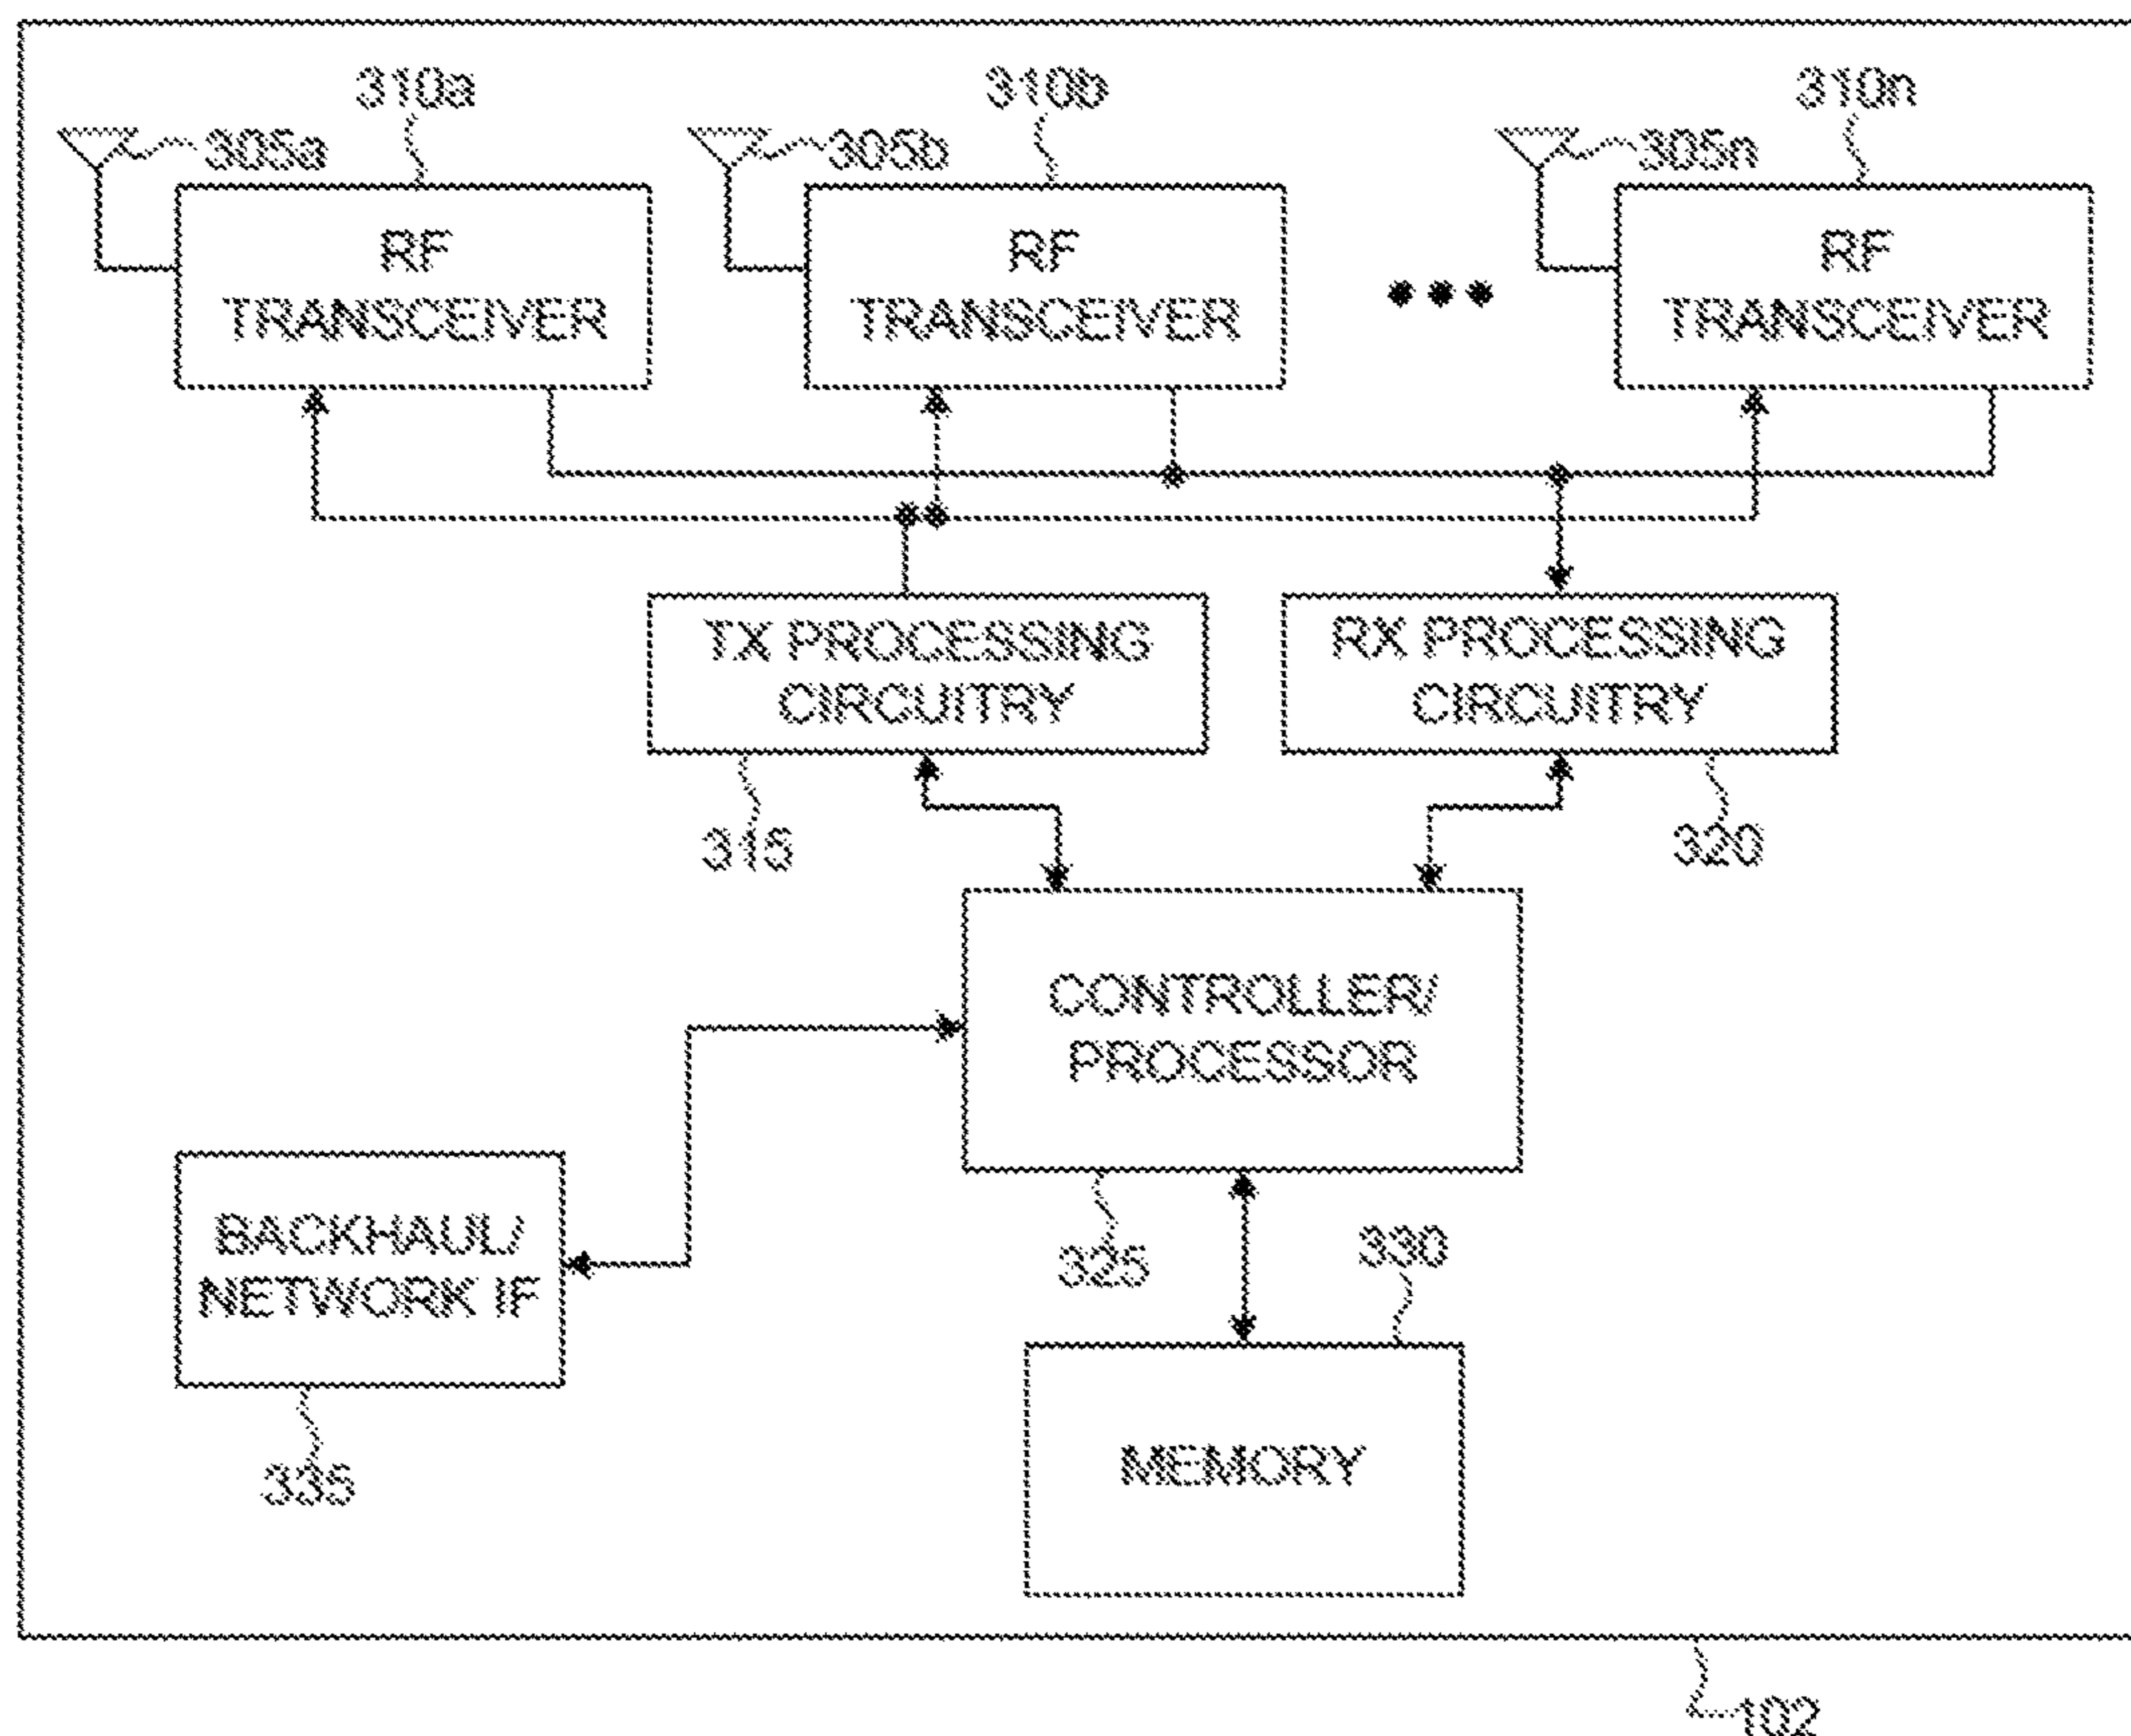 310a
310b
310n
305a
305b
305n
RF
TRANSCEIVER
RF
TRANSCEIVER
RF
TRANSCEIVER
TX PROCESSING
CIRCUITRY
RX PROCESSING
CIRCUITRY
315
320
CONTROLLER/
PROCESSOR
BACKHAUL/
NETWORK IF
325
330
335
MEMORY
102